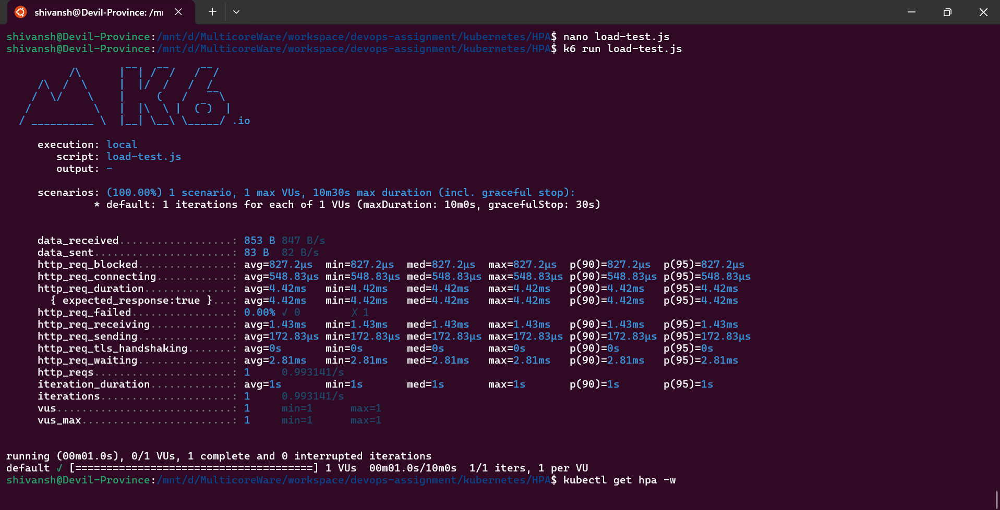 shivansh@Devil-Province: /mi
shivansh@Devil-Province:/mnt/d/MulticoreWare/workspace/devops-assignment/kubernetes/HPA$ nano load-test.js
shivansh@Devil-Province:/mnt/d/MulticoreWare/workspace/devops-assignment/kubernetes/HPA$ k6 run load-test.js
K6
.io
execution: local
script: load-test.js
output: -
scenarios: (100.00%) 1 scenario, 1 max VUs, 10m30s max duration (incl. graceful stop):
* default: 1 iterations for each of 1 VUs (maxDuration: 10m0s, gracefulStop: 30s)
data_received..................: 853 B 847 B/s
data_sent......................: 83 B  82 B/s
http_req_blocked...............: avg=827.2µs  min=827.2µs  med=827.2µs  max=827.2µs  p(90)=827.2µs  p(95)=827.2µs
http_req_connecting............: avg=548.83µs min=548.83µs med=548.83µs max=548.83µs p(90)=548.83µs p(95)=548.83µs
http_req_duration..............: avg=4.42ms   min=4.42ms   med=4.42ms   max=4.42ms   p(90)=4.42ms   p(95)=4.42ms
{ expected_response:true }...: avg=4.42ms   min=4.42ms   med=4.42ms   max=4.42ms   p(90)=4.42ms   p(95)=4.42ms
http_req_failed................: 0.00% ✓ 0        ✗ 1
http_req_receiving.............: avg=1.43ms   min=1.43ms   med=1.43ms   max=1.43ms   p(90)=1.43ms   p(95)=1.43ms
http_req_sending...............: avg=172.83µs min=172.83µs med=172.83µs max=172.83µs p(90)=172.83µs p(95)=172.83µs
http_req_tls_handshaking.......: avg=0s       min=0s       med=0s       max=0s       p(90)=0s       p(95)=0s
http_req_waiting...............: avg=2.81ms   min=2.81ms   med=2.81ms   max=2.81ms   p(90)=2.81ms   p(95)=2.81ms
http_reqs......................: 1     0.993141/s
iteration_duration.............: avg=1s       min=1s       med=1s       max=1s       p(90)=1s       p(95)=1s
iterations.....................: 1     0.993141/s
vus............................: 1     min=1      max=1
vus_max........................: 1     min=1      max=1
running (00m01.0s), 0/1 VUs, 1 complete and 0 interrupted iterations
default ✓ [======================================] 1 VUs  00m01.0s/10m0s  1/1 iters, 1 per VU
shivansh@Devil-Province:/mnt/d/MulticoreWare/workspace/devops-assignment/kubernetes/HPA$ kubectl get hpa -w